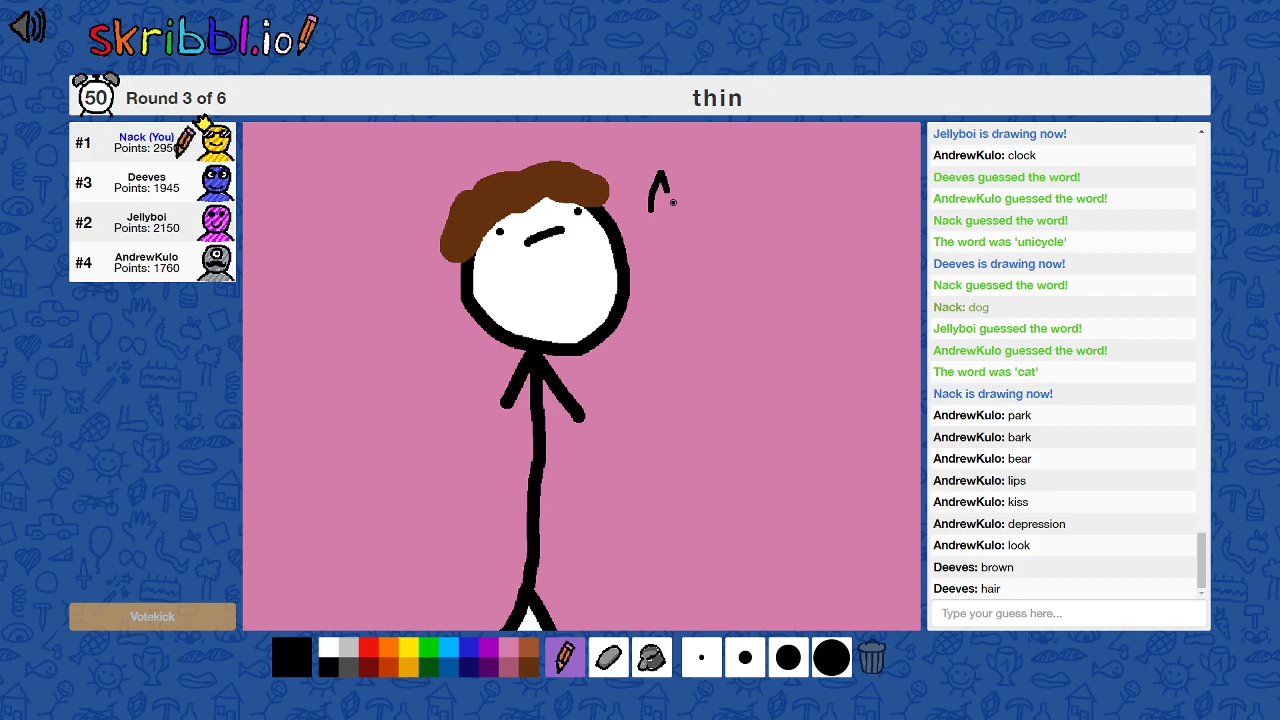 skribbl.io
50 Round 3 of 6 thin
#1 Nack (You)
Points: 2950
#3 Deeves
Points: 1945
#2 Jellyboi
Points: 2150
#4 AndrewKulo
Points: 1760
Votekick
Jellyboi is drawing now!
AndrewKulo: clock
Deeves guessed the word!
AndrewKulo guessed the word!
Nack guessed the word!
The word was 'unicycle'
Deeves is drawing now!
Nack guessed the word!
Nack: dog
Jellyboi guessed the word!
AndrewKulo guessed the word!
The word was 'cat'
Nack is drawing now!
AndrewKulo: park
AndrewKulo: bark
AndrewKulo: bear
AndrewKulo: lips
AndrewKulo: kiss
AndrewKulo: depression
AndrewKulo: look
Deeves: brown
Deeves: hair
Type your guess here...